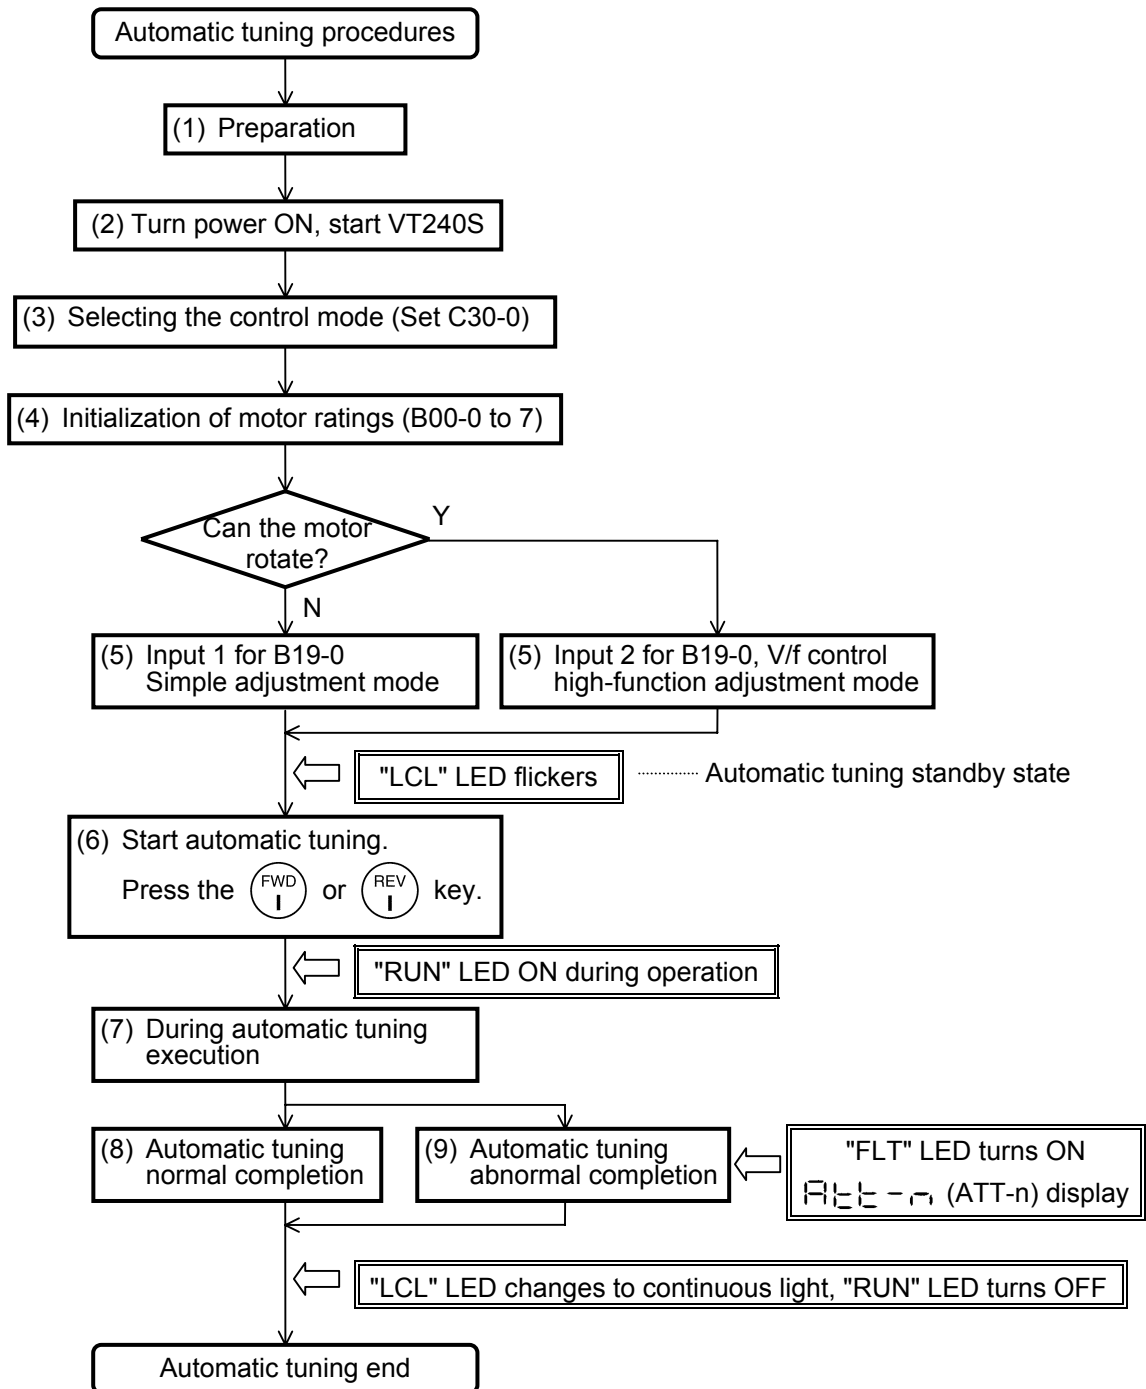 Automatic tuning procedures
(1) Preparation
(2) Turn power ON, start VT240S
(3) Selecting the control mode (Set C30-0)
(4) Initialization of motor ratings (B00-0 to 7)
Can the motor
rotate?
Y
N
(5) Input 1 for B19-0
Simple adjustment mode
(5) Input 2 for B19-0, V/f control
high-function adjustment mode
"LCL" LED flickers
Automatic tuning standby state
(6) Start automatic tuning.
Press the FWD I or REV I key.
"RUN" LED ON during operation
(7) During automatic tuning
execution
(8) Automatic tuning
normal completion
(9) Automatic tuning
abnormal completion
"FLT" LED turns ON
Att-n (ATT-n) display
"LCL" LED changes to continuous light, "RUN" LED turns OFF
Automatic tuning end